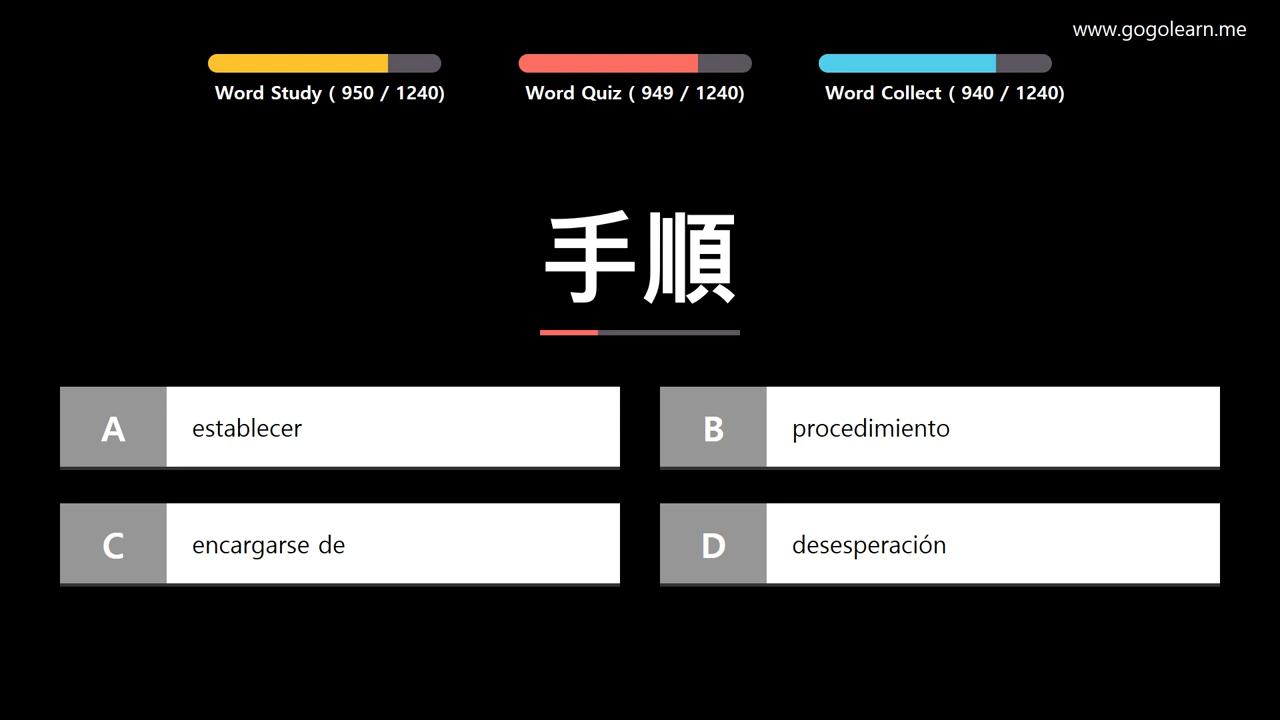 www.gogolearn.me
Word Study ( 950 / 1240)
Word Quiz ( 949 / 1240)
Word Collect ( 940 / 1240)
手順
A establecer
B procedimiento
C encargarse de
D desesperación